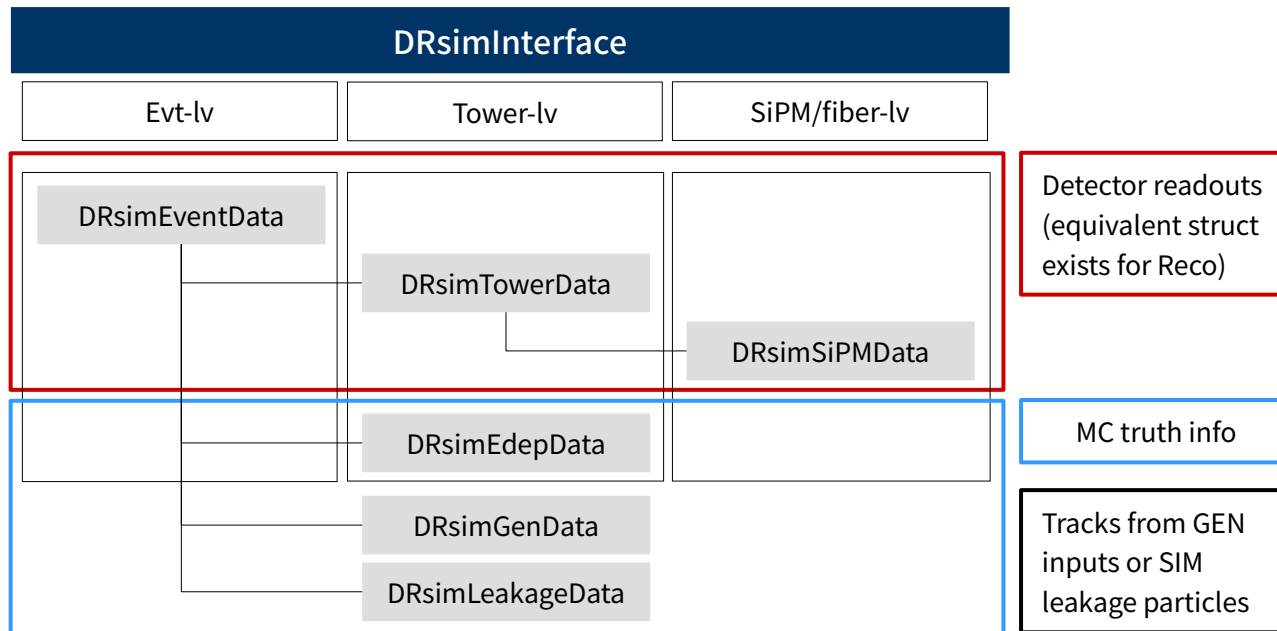 DRsimInterface
Evt-lv
Tower-lv
SiPM/fiber-lv
DRsimEventData
DRsimTowerData
DRsimSiPMData
DRsimEdepData
DRsimGenData
DRsimLeakageData
Detector readouts
(equivalent struct
exists for Reco)
MC truth info
Tracks from GEN
inputs or SIM
leakage particles